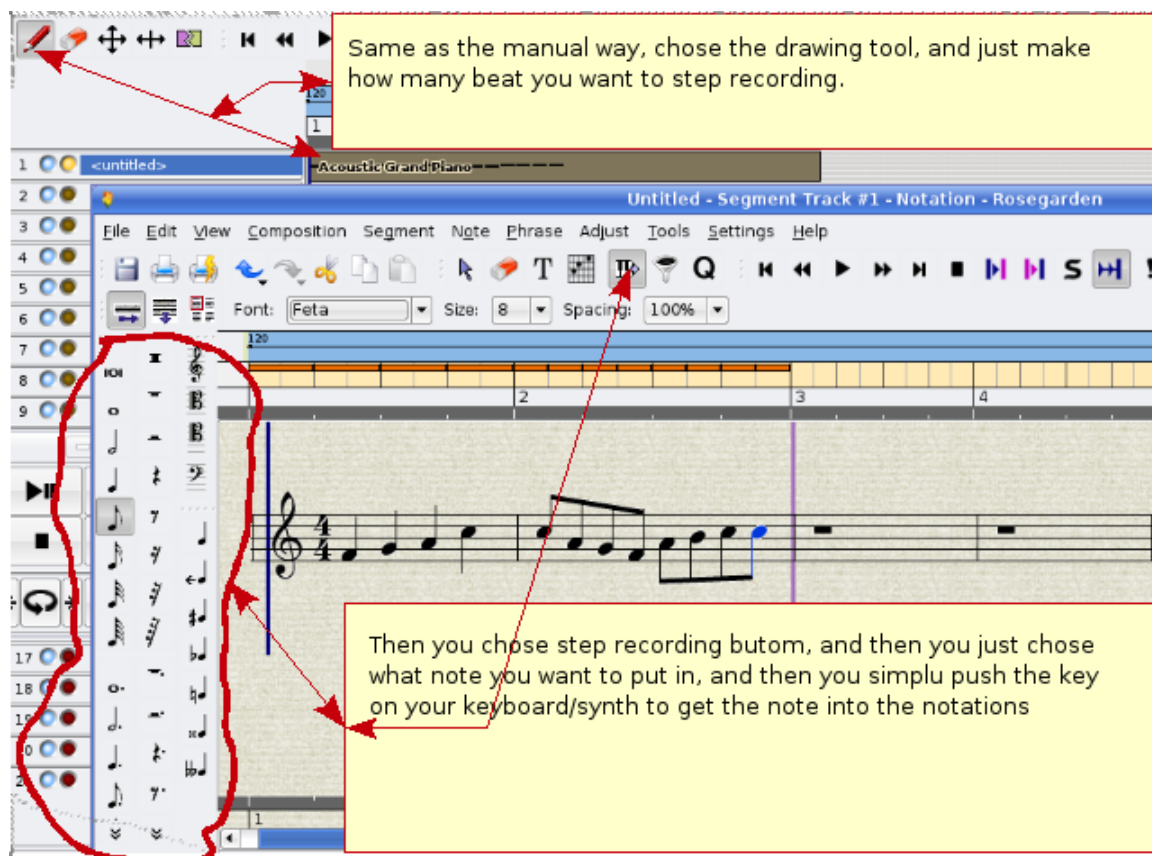 Same as the manual way, chose the drawing tool, and just make
how many beat you want to step recording.
120
1
1 <untitled> Acoustic Grand Piano
2
Untitled - Segment Track #1 - Notation - Rosegarden
3
File Edit View Composition Segment Note Phrase Adjust Tools Settings Help
4
5
T Q S !
6
Font: Feta Size: 8 Spacing: 100%
7
120
8
9
2 3 4
4
4
Then you chose step recording butom, and then you just chose
what note you want to put in, and then you simplu push the key
on your keyboard/synth to get the note into the notations
17
18
19
1